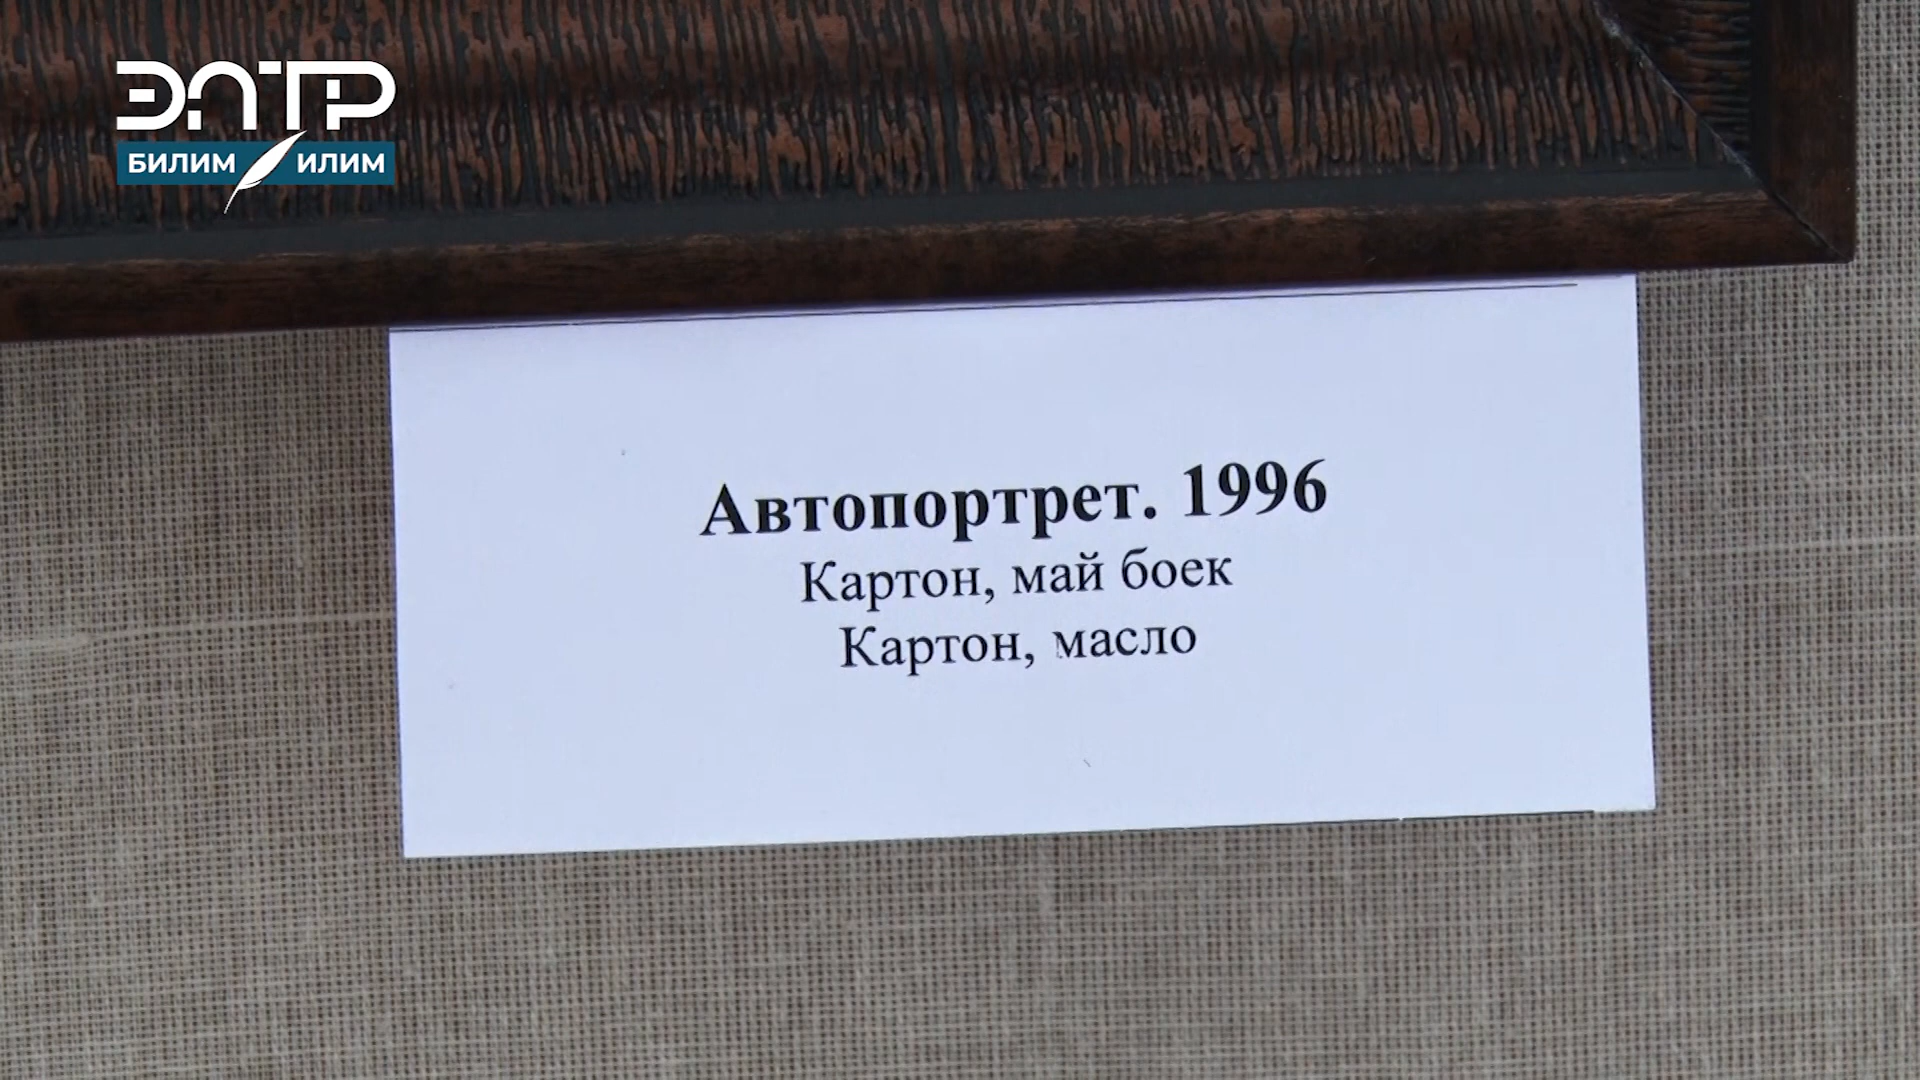 ЭЛТР
БИЛИМ ИЛИМ
Автопортрет. 1996
Картон, май боек
Картон, масло